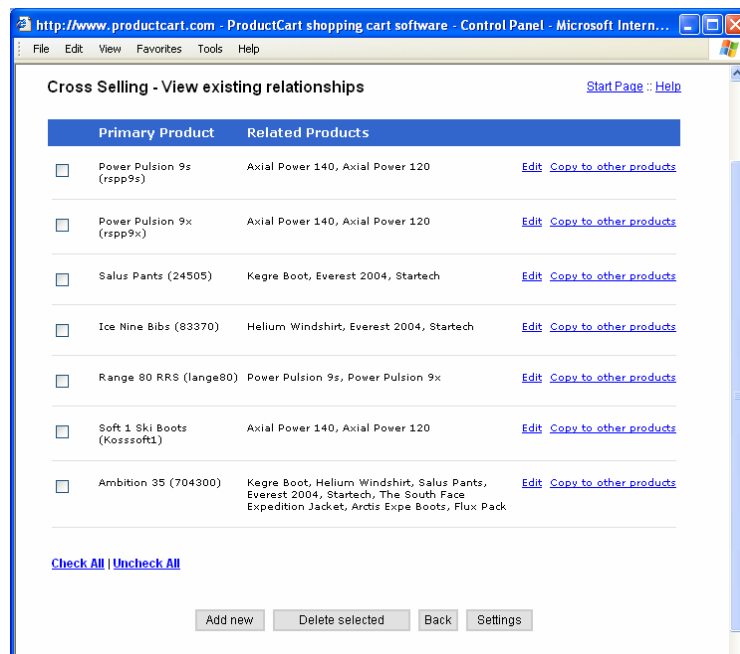 http://www.productcart.com - ProductCart shopping cart software - Control Panel - Microsoft Intern...
File Edit View Favorites Tools Help
Cross Selling - View existing relationships Start Page :: Help
Primary Product Related Products
Power Pulsion 9s Axial Power 140, Axial Power 120 Edit Copy to other products
(rspp9s)
Power Pulsion 9x Axial Power 140, Axial Power 120 Edit Copy to other products
(rspp9x)
Salus Pants (24505) Kegre Boot, Everest 2004, Startech Edit Copy to other products
Ice Nine Bibs (83370) Helium Windshirt, Everest 2004, Startech Edit Copy to other products
Range 80 RRS (lange80) Power Pulsion 9s, Power Pulsion 9x Edit Copy to other products
Soft 1 Ski Boots Axial Power 140, Axial Power 120 Edit Copy to other products
(Kosssoft1)
Ambition 35 (704300) Kegre Boot, Helium Windshirt, Salus Pants, Edit Copy to other products
Everest 2004, Startech, The South Face
Expedition Jacket, Arctis Expe Boots, Flux Pack
Check All | Uncheck All
Add new Delete selected Back Settings